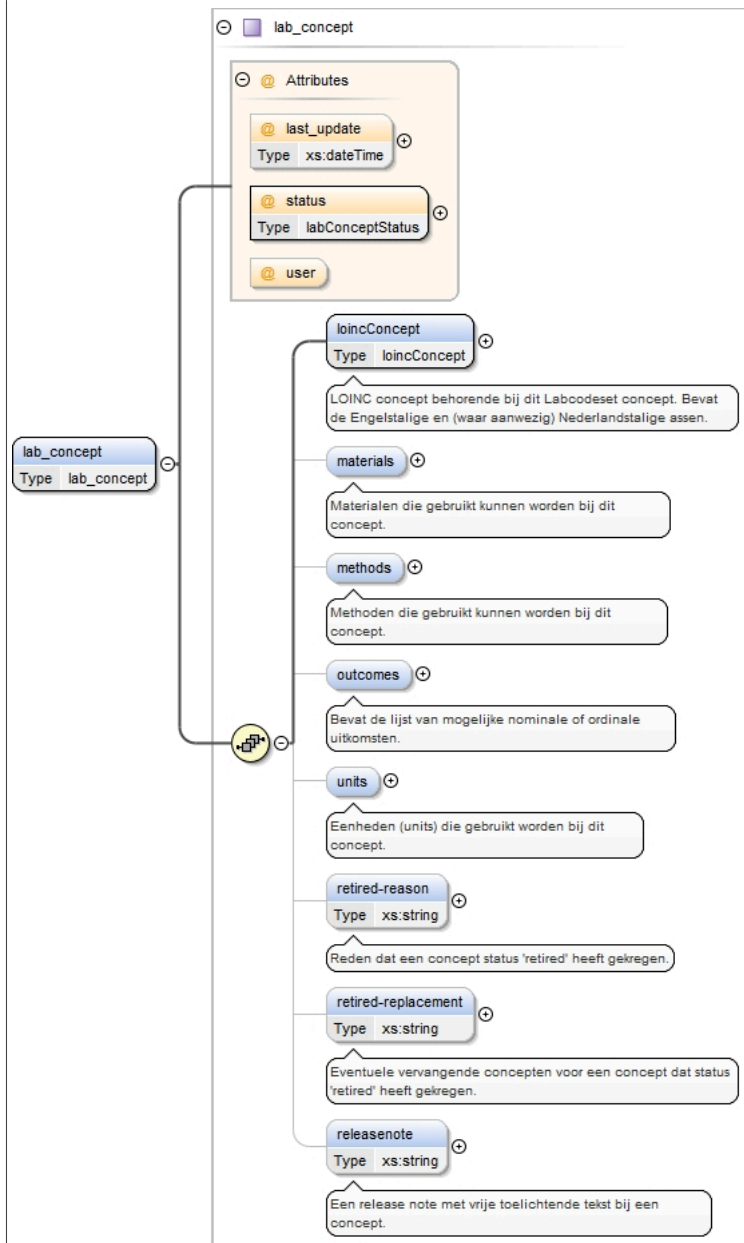 lab_concept
@ Attributes
@ last_update
Type xs:dateTime
@ status
Type labConceptStatus
@ user
loincConcept
Type loincConcept
LOINC concept behorende bij dit Labcodeset concept. Bevat
de Engelstalige en (waar aanwezig) Nederlandstalige assen.
lab_concept
Type lab_concept
materials
Materialen die gebruikt kunnen worden bij dit
concept.
methods
Methoden die gebruikt kunnen worden bij dit
concept.
outcomes
Bevat de lijst van mogelijke nominale of ordinale
uitkomsten.
units
Eenheden (units) die gebruikt worden bij dit
concept.
retired-reason
Type xs:string
Reden dat een concept status 'retired' heeft gekregen.
retired-replacement
Type xs:string
Eventuele vervangende concepten voor een concept dat status
'retired' heeft gekregen.
releasenote
Type xs:string
Een release note met vrije toelichtende tekst bij een
concept.